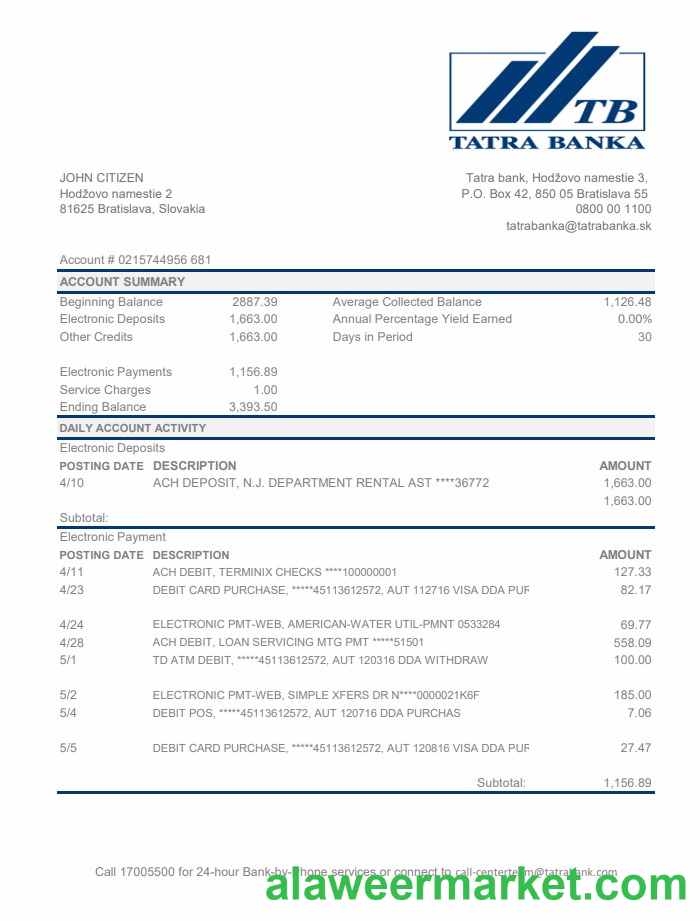 TB
TATRA BANKA
JOHN CITIZEN
Hodžovo namestie 2
81625 Bratislava, Slovakia
Tatra bank, Hodžovo namestie 3,
P.O. Box 42, 850 05 Bratislava 55
0800 00 1100
tatrabanka@tatrabanka.sk
Account # 0215744956 681
ACCOUNT SUMMARY
Beginning Balance 2887.39 Average Collected Balance 1,126.48
Electronic Deposits 1,663.00 Annual Percentage Yield Earned 0.00%
Other Credits 1,663.00 Days in Period 30
Electronic Payments 1,156.89
Service Charges 1.00
Ending Balance 3,393.50
DAILY ACCOUNT ACTIVITY
Electronic Deposits
POSTING DATE DESCRIPTION AMOUNT
4/10 ACH DEPOSIT, N.J. DEPARTMENT RENTAL AST ****36772 1,663.00
1,663.00
Subtotal:
Electronic Payment
POSTING DATE DESCRIPTION AMOUNT
4/11 ACH DEBIT, TERMINIX CHECKS ****100000001 127.33
4/23 DEBIT CARD PURCHASE, *****45113612572, AUT 112716 VISA DDA PUR 82.17
4/24 ELECTRONIC PMT-WEB, AMERICAN-WATER UTIL-PMNT 0533284 69.77
4/28 ACH DEBIT, LOAN SERVICING MTG PMT *****51501 558.09
5/1 TD ATM DEBIT, *****45113612572, AUT 120316 DDA WITHDRAW 100.00
5/2 ELECTRONIC PMT-WEB, SIMPLE XFERS DR N****0000021K6F 185.00
5/4 DEBIT POS, *****45113612572, AUT 120716 DDA PURCHAS 7.06
5/5 DEBIT CARD PURCHASE, *****45113612572, AUT 120816 VISA DDA PUR 27.47
Subtotal: 1,156.89
Call 17005500 for 24-hour Bank-by-Phone services or connect to call-centerteam@tatrabank.com
alaweermarket.com